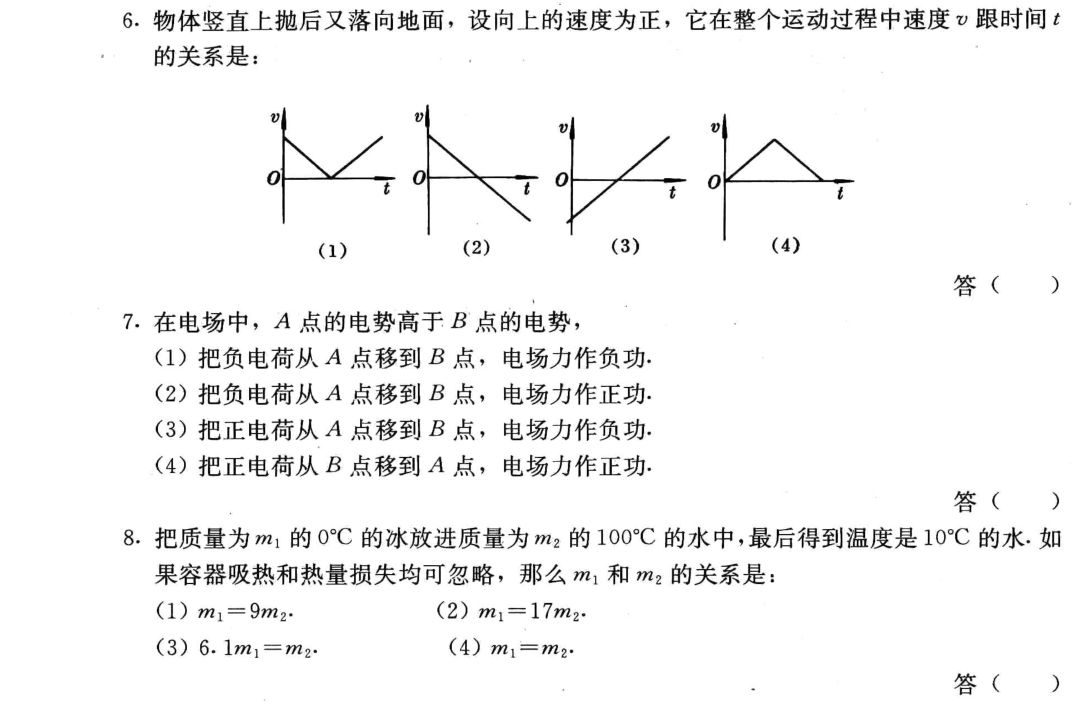 6. 物体竖直上抛后又落向地面，设向上的速度为正，它在整个运动过程中速度 v 跟时间 t
的关系是：
v v v v
O t O t O t O t
(1) (2) (3) (4)
答（　　）
7. 在电场中，A 点的电势高于 B 点的电势，
(1) 把负电荷从 A 点移到 B 点，电场力作负功.
(2) 把负电荷从 A 点移到 B 点，电场力作正功.
(3) 把正电荷从 A 点移到 B 点，电场力作负功.
(4) 把正电荷从 B 点移到 A 点，电场力作正功.
答（　　）
8. 把质量为 m₁ 的 0℃ 的冰放进质量为 m₂ 的 100℃ 的水中，最后得到温度是 10℃ 的水. 如
果容器吸热和热量损失均可忽略，那么 m₁ 和 m₂ 的关系是：
(1) m₁＝9m₂. (2) m₁＝17m₂.
(3) 6.1m₁＝m₂. (4) m₁＝m₂.
答（　　）